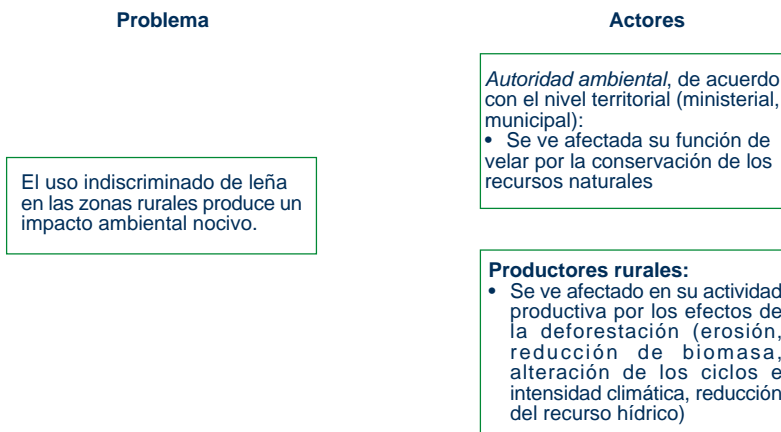 Problema
Actores
El uso indiscriminado de leña
en las zonas rurales produce un
impacto ambiental nocivo.
Autoridad ambiental, de acuerdo
con el nivel territorial (ministerial,
municipal):
• Se ve afectada su función de
velar por la conservación de los
recursos naturales
Productores rurales:
• Se ve afectado en su actividad
productiva por los efectos de
la deforestación (erosión,
reducción de biomasa,
alteración de los ciclos e
intensidad climática, reducción
del recurso hídrico)